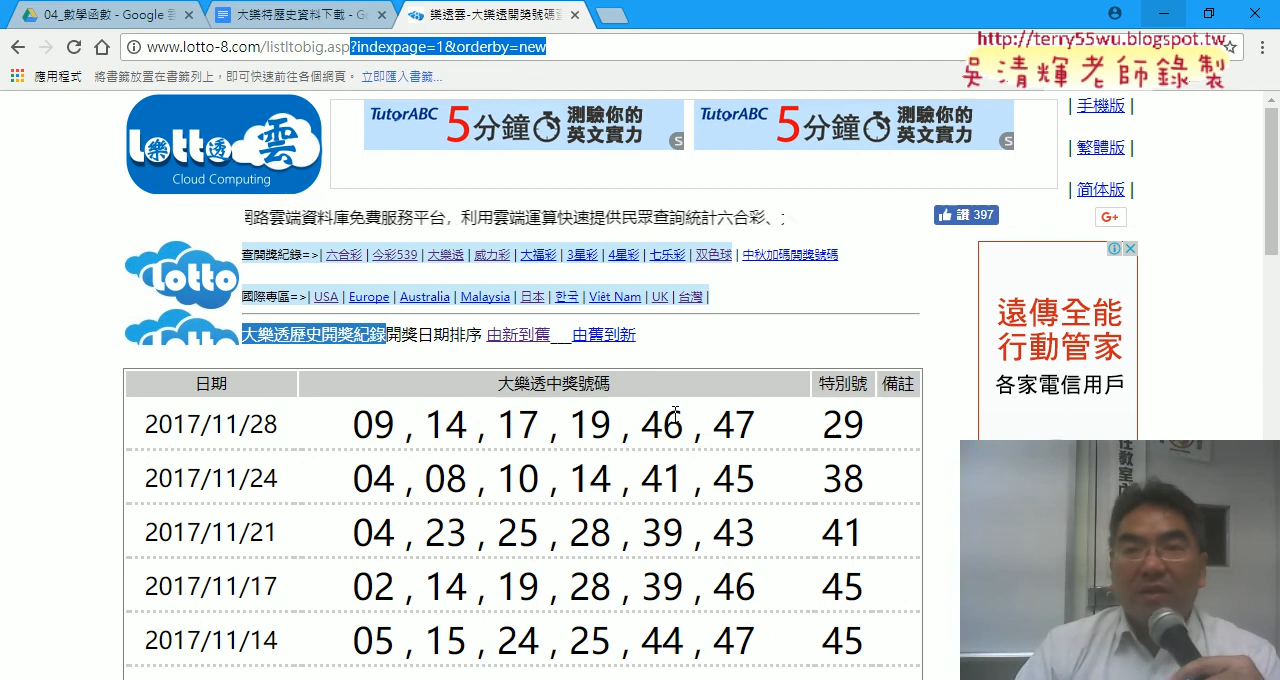 04_數學函數 - Google 雲
大樂特歷史資料下載 - Go
樂透雲-大樂透開獎號碼查
www.lotto-8.com/listltobig.asp?indexpage=1&orderby=new
http://terry55wu.blogspot.tw
吳清輝老師錄製
應用程式 將書籤放置在書籤列上，即可快速前往各個網頁。 立即匯入書籤...
Lotto樂透雲
Cloud Computing
TutorABC 5分鐘 測驗你的英文實力
TutorABC 5分鐘 測驗你的英文實力
| 手機版 |
| 繁體版 |
| 简体版 |
網路雲端資料庫免費服務平台，利用雲端運算快速提供民眾查詢統計六合彩、
讚 397
G+
Lotto
查開獎紀錄=>| 六合彩 | 今彩539 | 大樂透 | 威力彩 | 大福彩 | 3星彩 | 4星彩 | 七乐彩 | 双色球 | 中秋加碼開獎號碼
國際專區=>| USA | Europe | Australia | Malaysia | 日本 | 한국 | Việt Nam | UK | 台灣 |
大樂透歷史開獎紀錄開獎日期排序 由新到舊___由舊到新
日期 大樂透中獎號碼 特別號 備註
2017/11/28 09 , 14 , 17 , 19 , 46 , 47 29
2017/11/24 04 , 08 , 10 , 14 , 41 , 45 38
2017/11/21 04 , 23 , 25 , 28 , 39 , 43 41
2017/11/17 02 , 14 , 19 , 28 , 39 , 46 45
2017/11/14 05 , 15 , 24 , 25 , 44 , 47 45
遠傳全能
行動管家
各家電信用戶